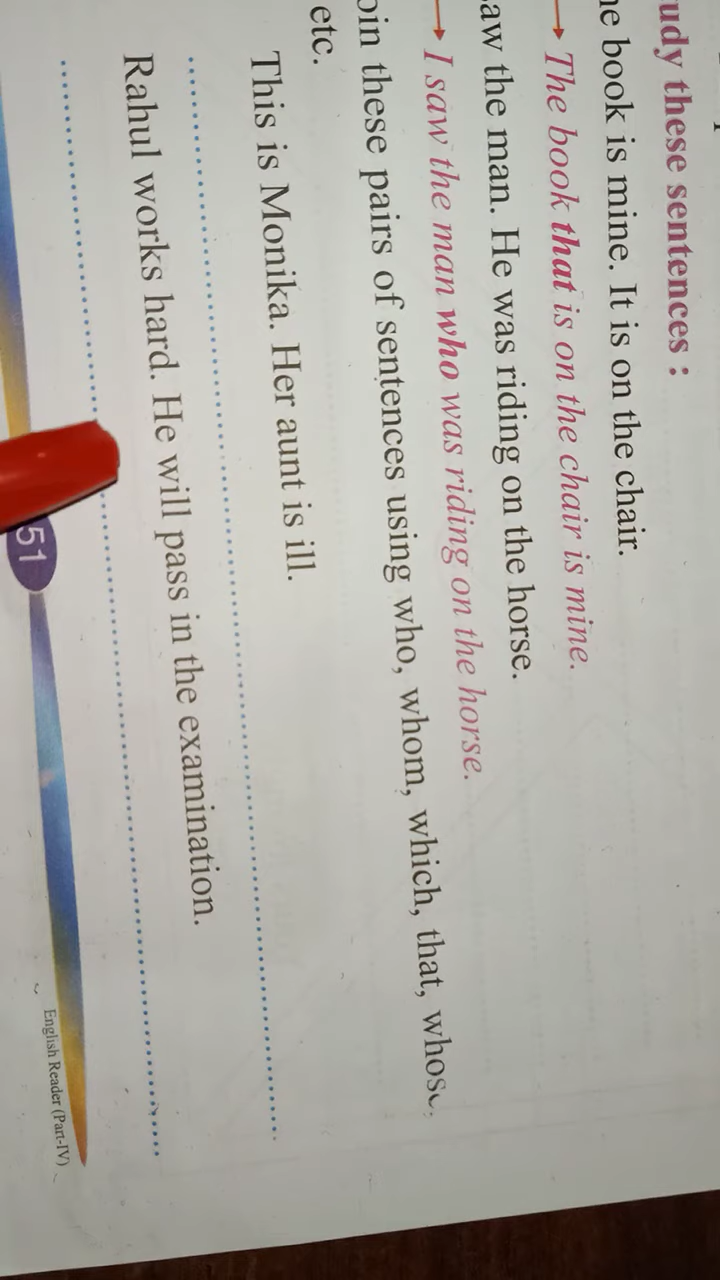 udy these sentences :
he book is mine. It is on the chair.
→ The book that is on the chair is mine.
saw the man. He was riding on the horse.
→ I saw the man who was riding on the horse.
oin these pairs of sentences using who, whom, which, that, whose,
etc.
This is Monika. Her aunt is ill.
Rahul works hard. He will pass in the examination.
51
English Reader (Part-IV)